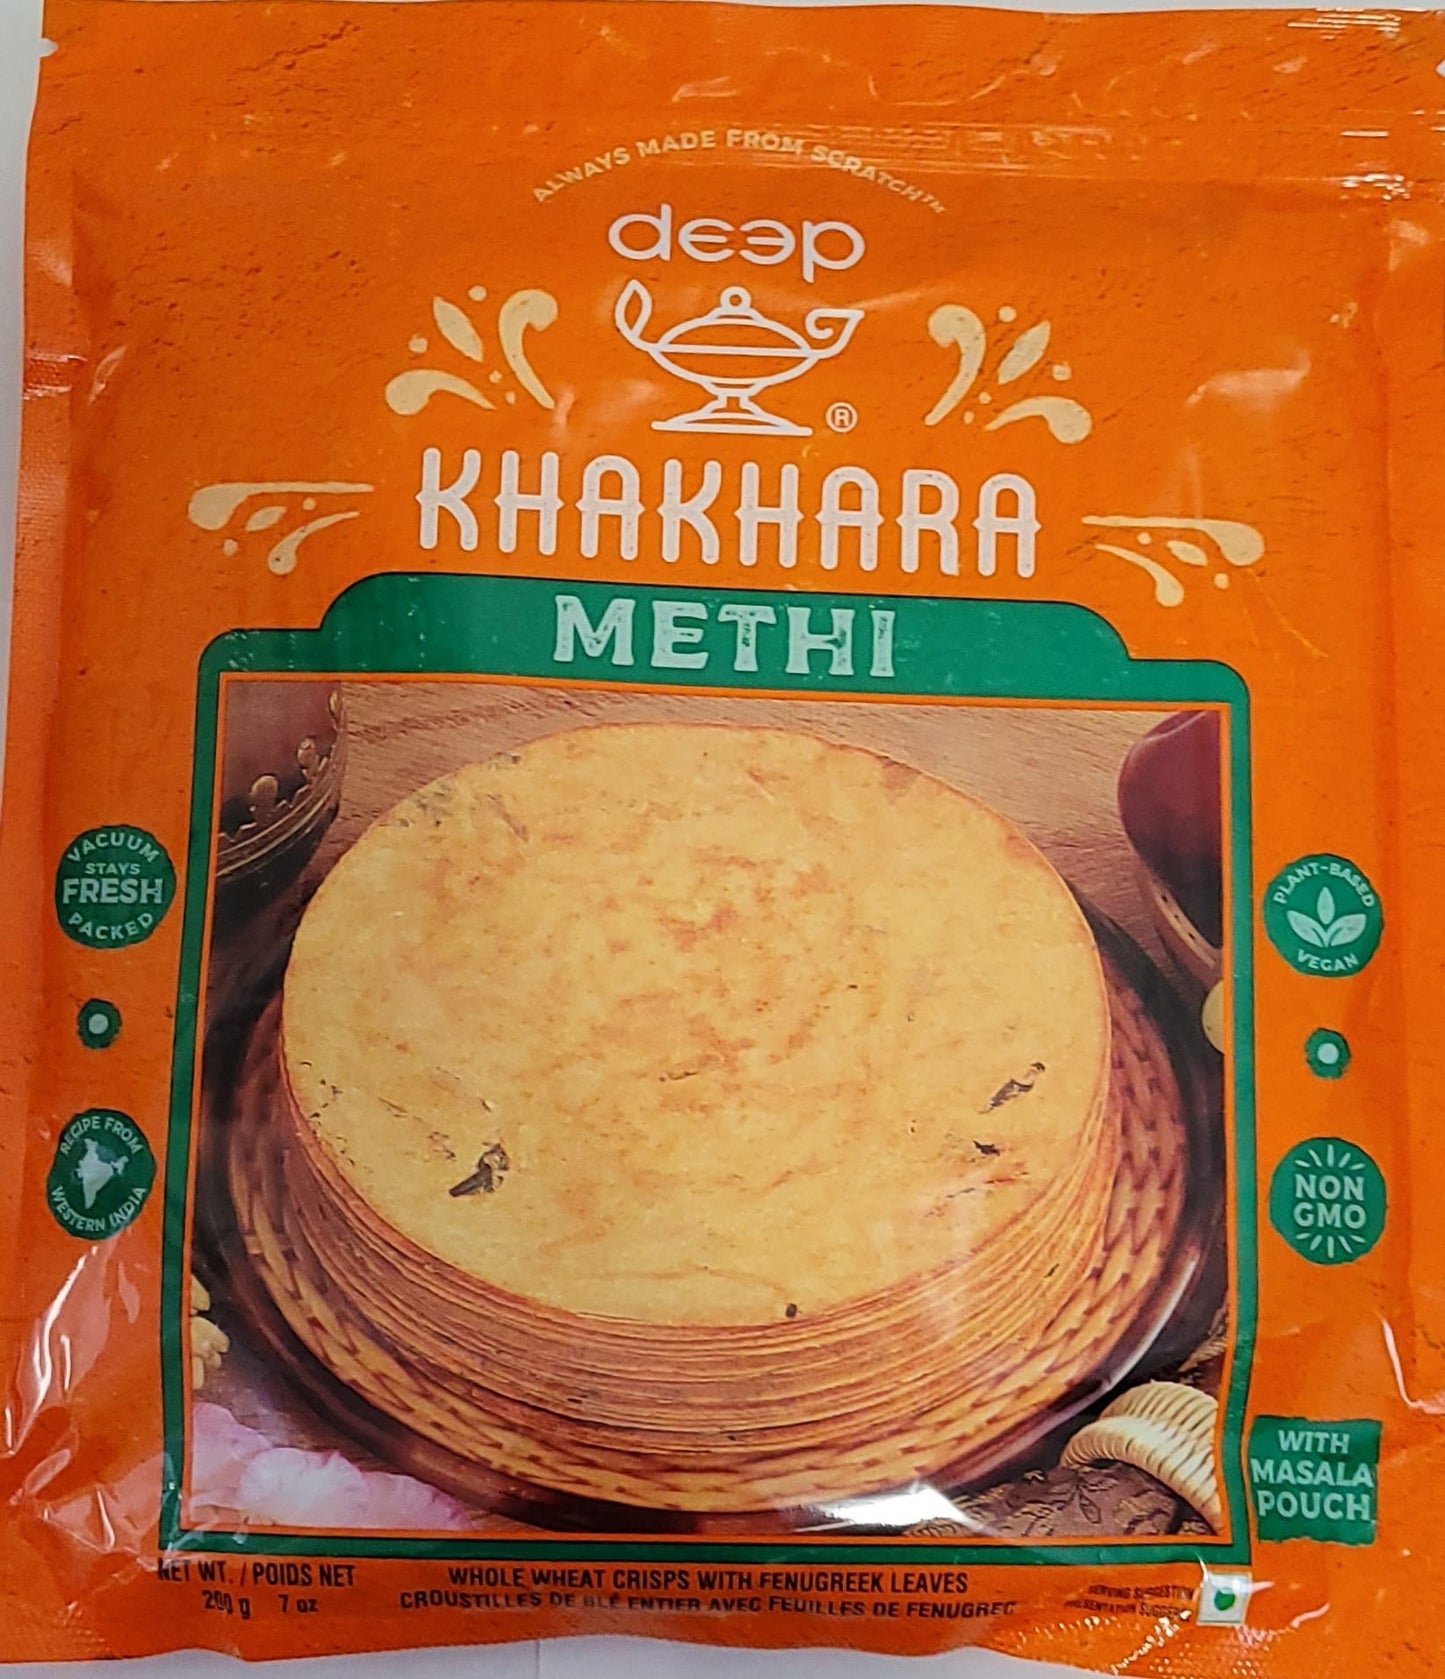 ALWAYS MADE FROM SCRATCH™
deep
®
KHAKHARA
METHI
VACUUM
STAYS
FRESH
PACKED
PLANT-BASED
VEGAN
RECIPE FROM
WESTERN INDIA
NON
GMO
WITH
MASALA
POUCH
NET WT. / POIDS NET
200 g 7 oz
WHOLE WHEAT CRISPS WITH FENUGREEK LEAVES
CROUSTILLES DE BLÉ ENTIER AVEC FEUILLES DE FENUGREC
SERVING SUGGESTION